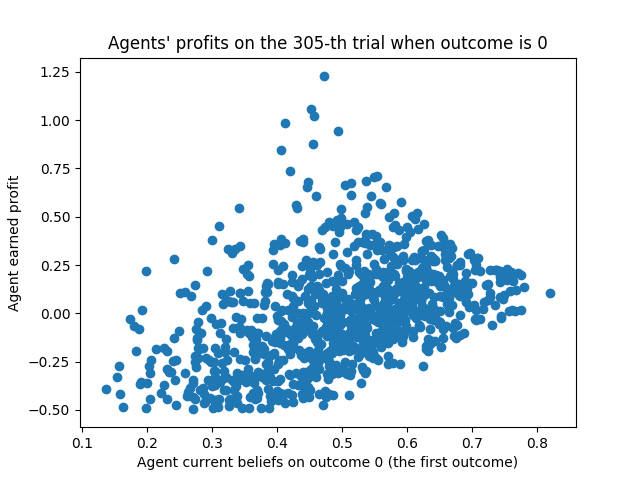 Agents' profits on the 305-th trial when outcome is 0
1.25
1.00
0.75
0.50
0.25
0.00
−0.25
−0.50
Agent earned profit
0.1 0.2 0.3 0.4 0.5 0.6 0.7 0.8
Agent current beliefs on outcome 0 (the first outcome)